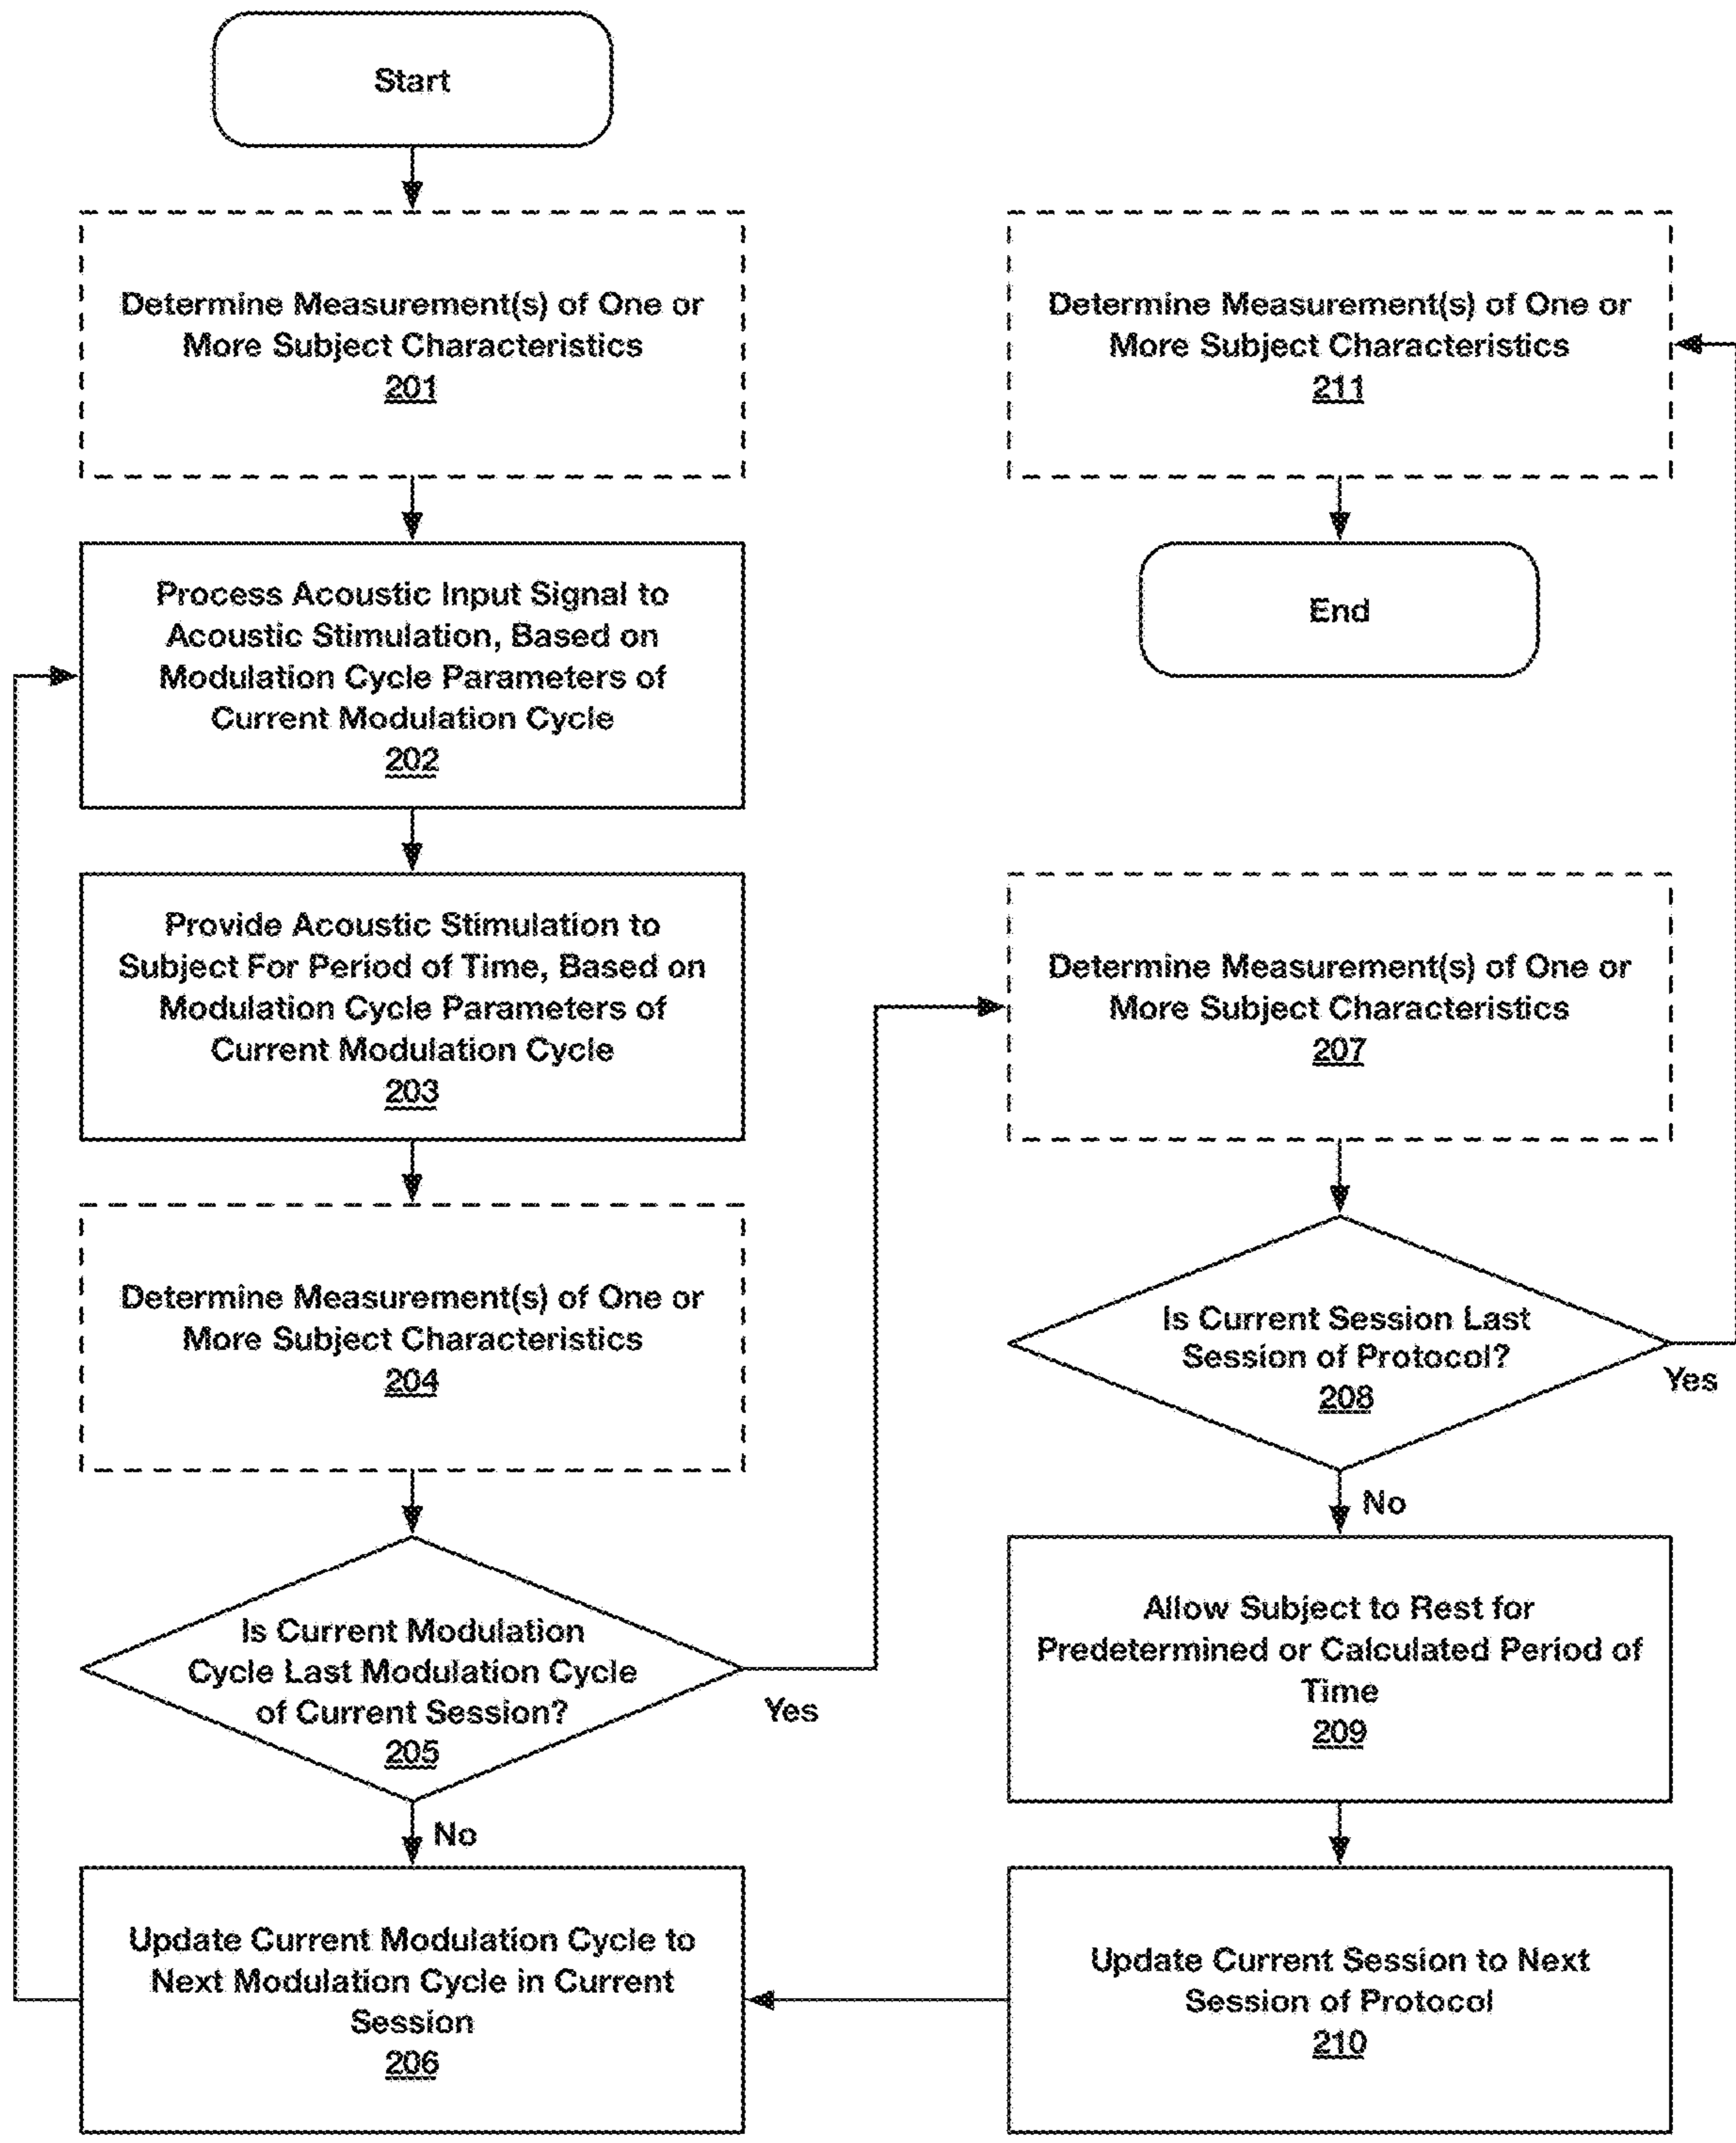 Start
Determine Measurement(s) of One or
More Subject Characteristics
201
Process Acoustic Input Signal to
Acoustic Stimulation, Based on
Modulation Cycle Parameters of
Current Modulation Cycle
202
Provide Acoustic Stimulation to
Subject For Period of Time, Based on
Modulation Cycle Parameters of
Current Modulation Cycle
203
Determine Measurement(s) of One or
More Subject Characteristics
204
Is Current Modulation
Cycle Last Modulation Cycle
of Current Session?
205
Yes
No
Update Current Modulation Cycle to
Next Modulation Cycle in Current
Session
206
Determine Measurement(s) of One or
More Subject Characteristics
207
Is Current Session Last
Session of Protocol?
208
Yes
No
Allow Subject to Rest for
Predetermined or Calculated Period of
Time
209
Update Current Session to Next
Session of Protocol
210
Determine Measurement(s) of One or
More Subject Characteristics
211
End